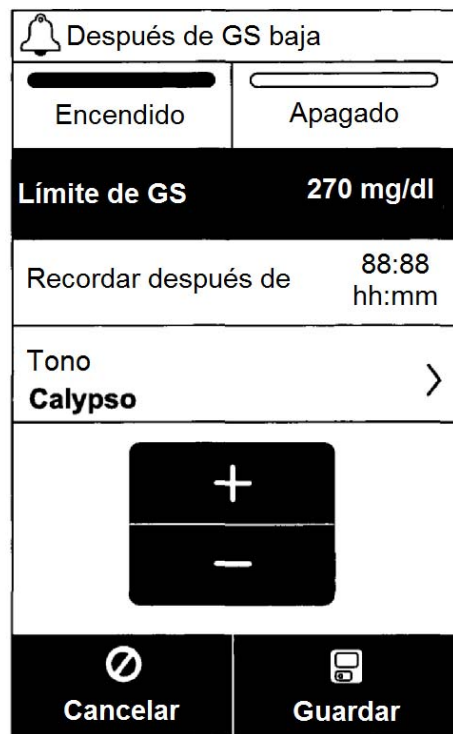 Después de GS baja
Encendido
Apagado
Límite de GS
270 mg/dl
Recordar después de
88:88
hh:mm
Tono
Calypso
+
−
Cancelar
Guardar